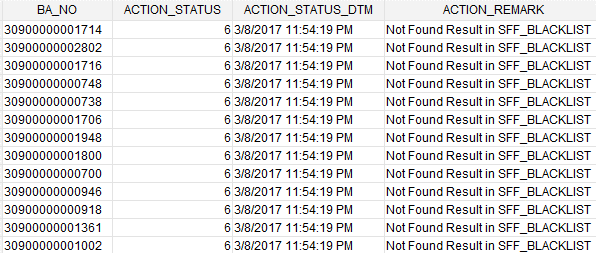 BA_NO ACTION_STATUS ACTION_STATUS_DTM ACTION_REMARK
30900000001714 6 3/8/2017 11:54:19 PM Not Found Result in SFF_BLACKLIST
30900000002802 6 3/8/2017 11:54:19 PM Not Found Result in SFF_BLACKLIST
30900000001716 6 3/8/2017 11:54:19 PM Not Found Result in SFF_BLACKLIST
30900000000748 6 3/8/2017 11:54:19 PM Not Found Result in SFF_BLACKLIST
30900000000738 6 3/8/2017 11:54:19 PM Not Found Result in SFF_BLACKLIST
30900000001706 6 3/8/2017 11:54:19 PM Not Found Result in SFF_BLACKLIST
30900000001948 6 3/8/2017 11:54:19 PM Not Found Result in SFF_BLACKLIST
30900000001800 6 3/8/2017 11:54:19 PM Not Found Result in SFF_BLACKLIST
30900000000700 6 3/8/2017 11:54:19 PM Not Found Result in SFF_BLACKLIST
30900000000946 6 3/8/2017 11:54:19 PM Not Found Result in SFF_BLACKLIST
30900000000918 6 3/8/2017 11:54:19 PM Not Found Result in SFF_BLACKLIST
30900000001361 6 3/8/2017 11:54:19 PM Not Found Result in SFF_BLACKLIST
30900000001002 6 3/8/2017 11:54:19 PM Not Found Result in SFF_BLACKLIST